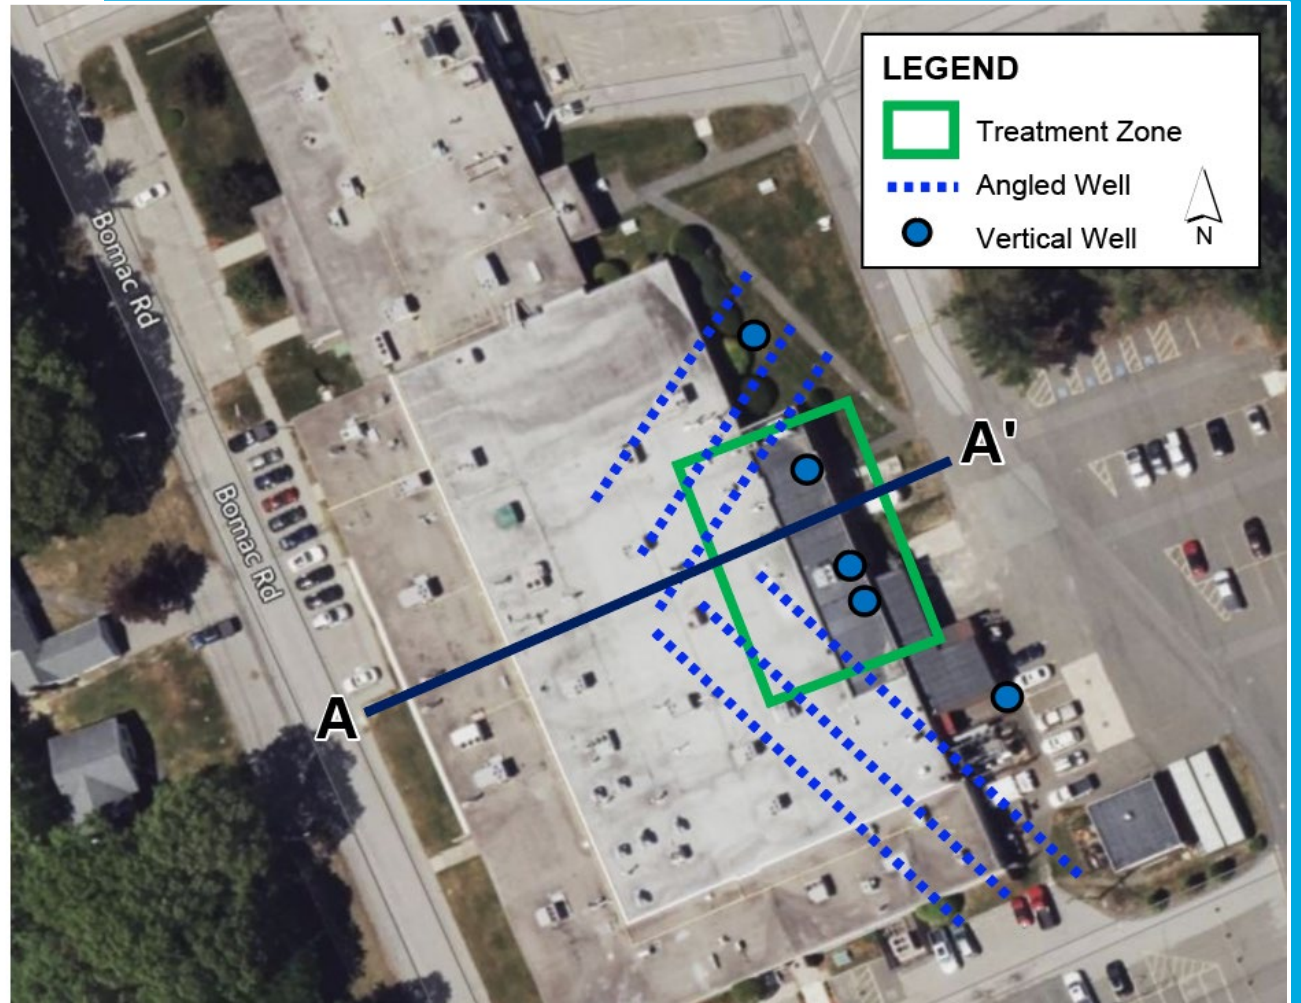 LEGEND
Treatment Zone
Angled Well
Vertical Well
N
Bomac Rd
Bomac Rd
A'
A